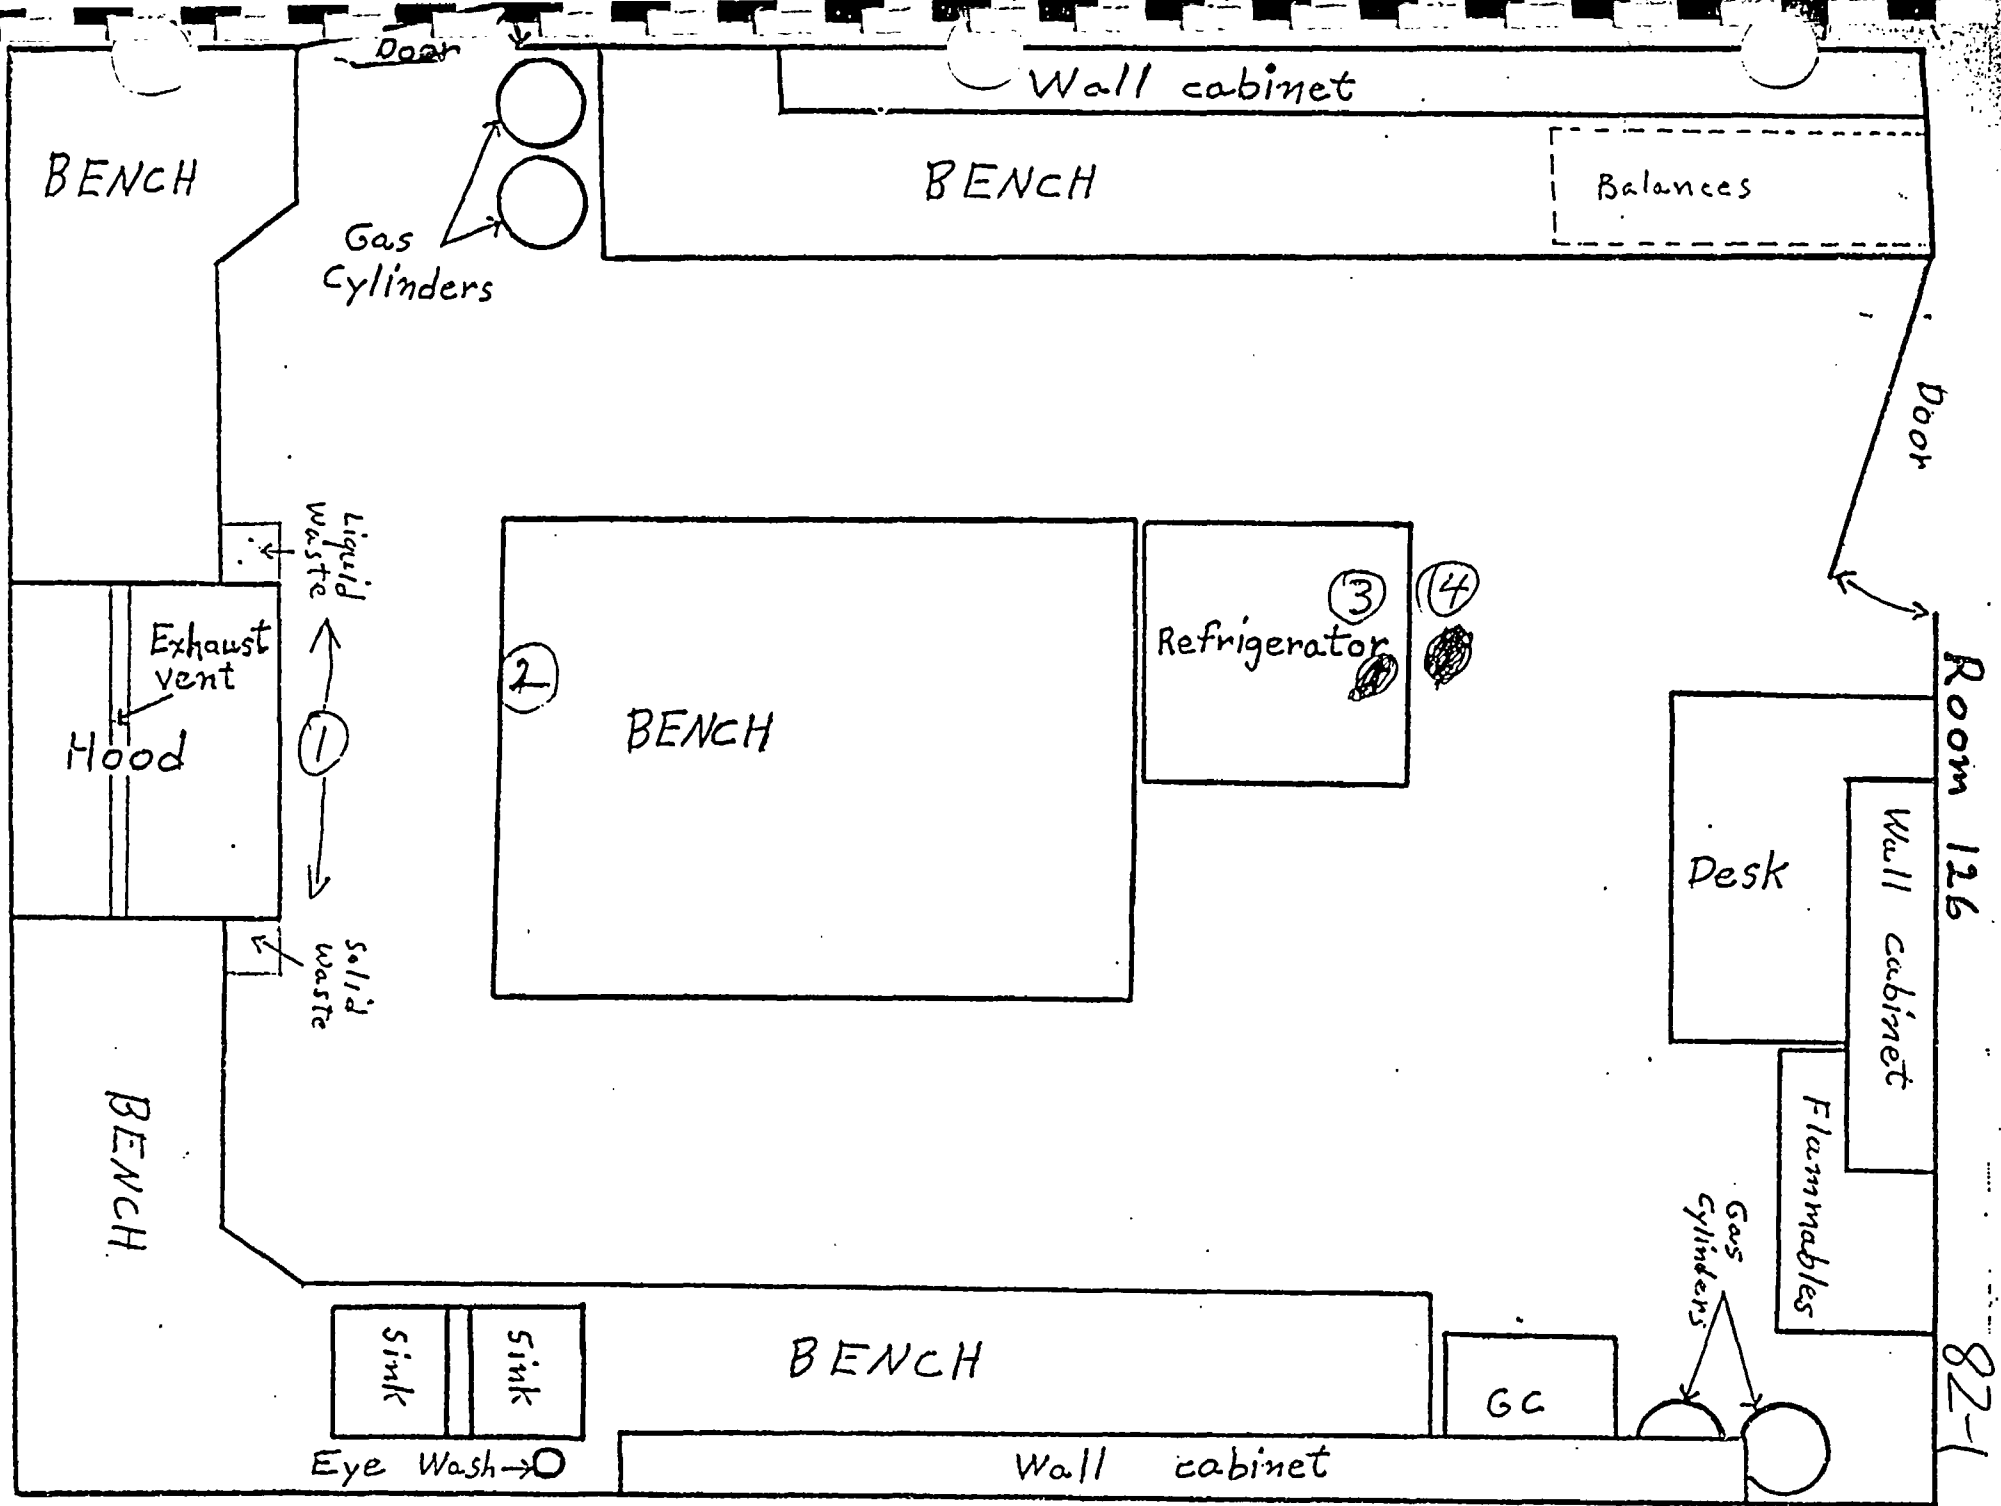 Door
Wall cabinet
BENCH
BENCH
Balances
Gas
Cylinders
Door
Liquid
Waste
3
4
Exhaust
vent
Refrigerator
2
1
Hood
BENCH
Room 126
Desk
Wall cabinet
Solid
Waste
BENCH
Flammables
Gas
Cylinders
Sink
Sink
BENCH
GC
82-1
Eye Wash
Wall cabinet